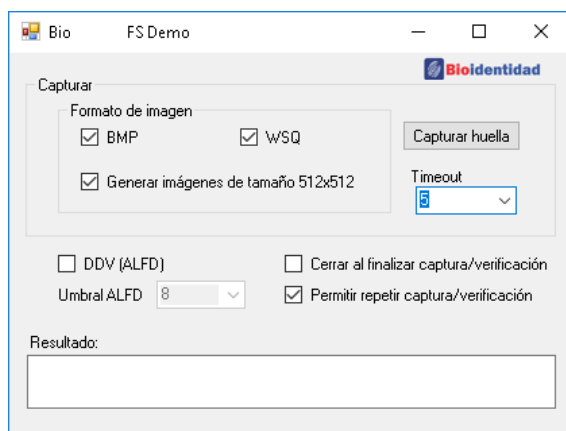 Bio FS Demo
Bioidentidad
Capturar
Formato de imagen
BMP WSQ Capturar huella
Generar imágenes de tamaño 512x512 Timeout
5
DDV (ALFD) Cerrar al finalizar captura/verificación
Umbral ALFD 8 Permitir repetir captura/verificación
Resultado: